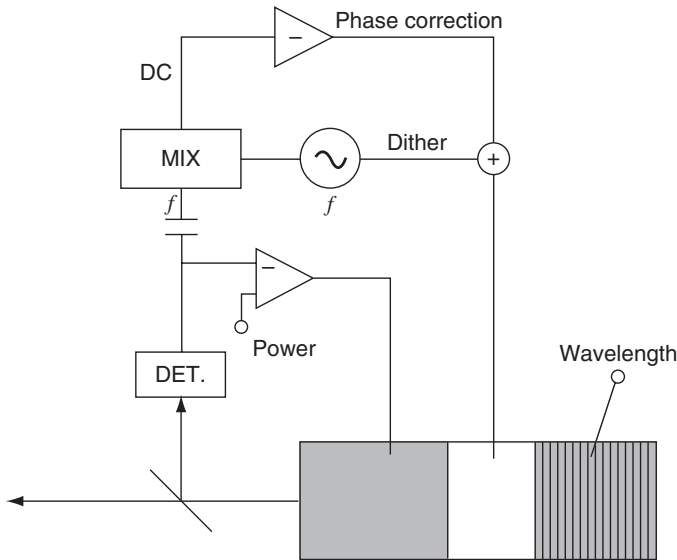 Phase correction
−
DC
MIX
Dither
+
f
f
−
Power
Wavelength
DET.